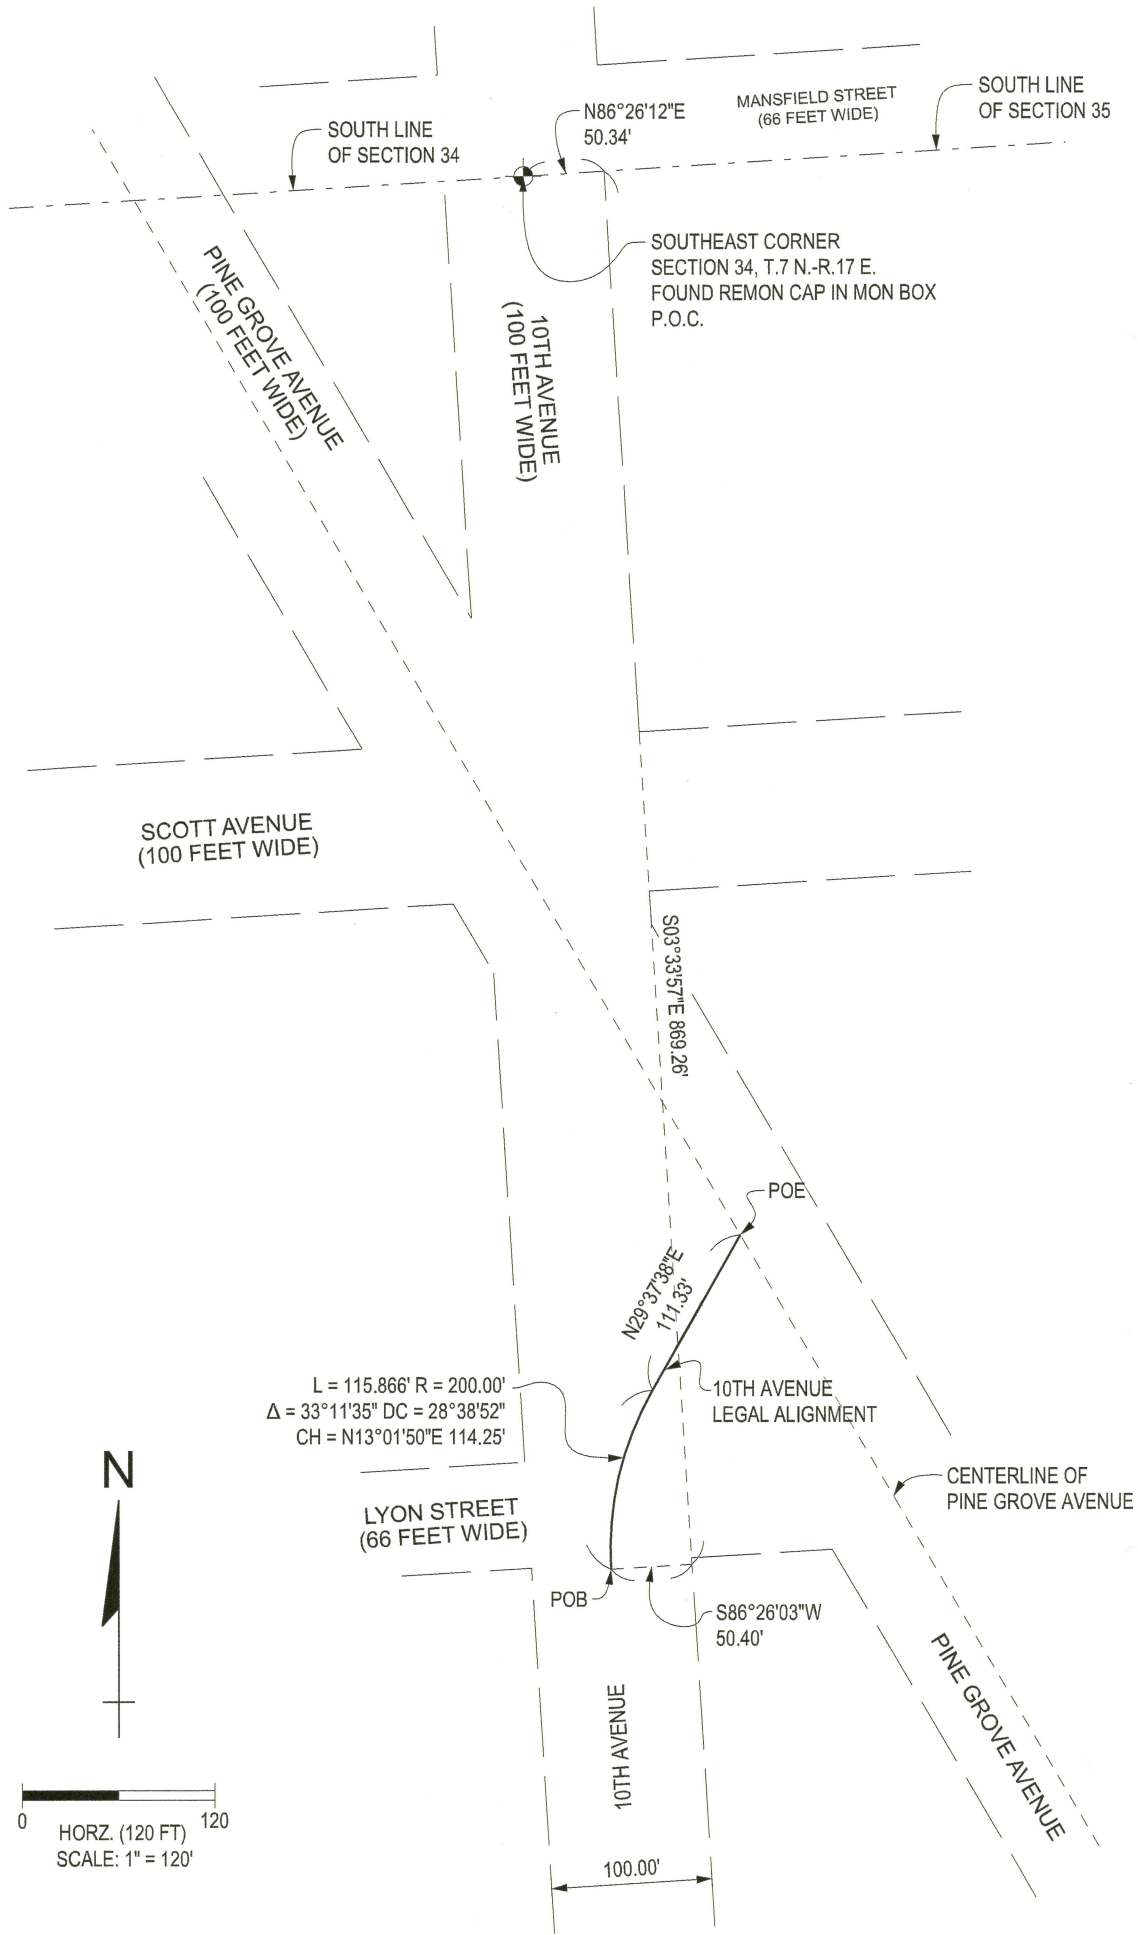 SOUTH LINE
OF SECTION 34
N86°26'12"E
50.34'
MANSFIELD STREET
(66 FEET WIDE)
SOUTH LINE
OF SECTION 35
SOUTHEAST CORNER
SECTION 34, T.7 N.-R.17 E.
FOUND REMON CAP IN MON BOX
P.O.C.
PINE GROVE AVENUE
(100 FEET WIDE)
10TH AVENUE
(100 FEET WIDE)
SCOTT AVENUE
(100 FEET WIDE)
S03°33'57"E 869.26'
POE
N29°37'38"E
111.33'
L = 115.866' R = 200.00'
Δ = 33°11'35" DC = 28°38'52"
CH = N13°01'50"E 114.25'
10TH AVENUE
LEGAL ALIGNMENT
CENTERLINE OF
PINE GROVE AVENUE
N
LYON STREET
(66 FEET WIDE)
POB
S86°26'03"W
50.40'
10TH AVENUE
PINE GROVE AVENUE
100.00'
0 120
HORZ. (120 FT)
SCALE: 1" = 120'